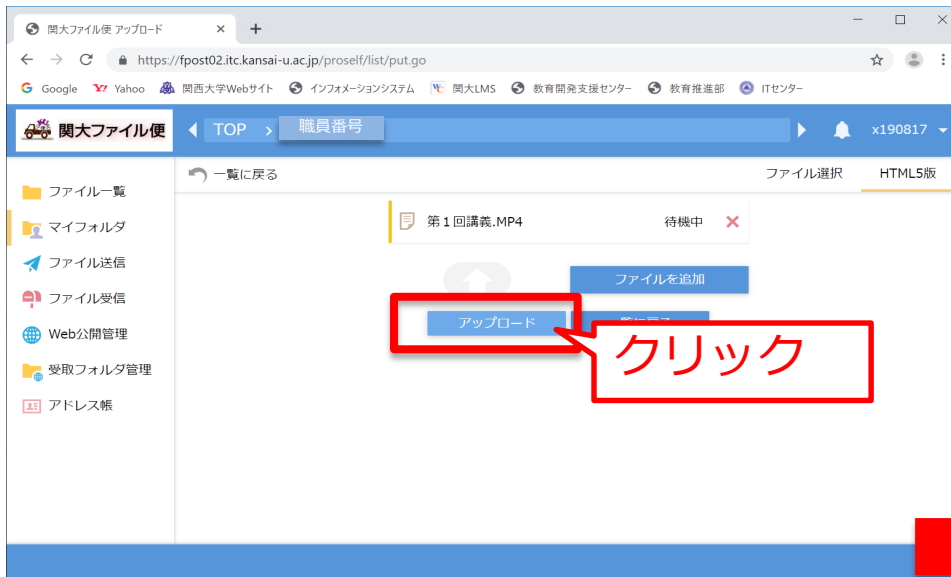 関大ファイル便 アップロード
https://fpost02.itc.kansai-u.ac.jp/proself/list/put.go
Google Yahoo 関西大学Webサイト インフォメーションシステム 関大LMS 教育開発支援センター 教育推進部 ITセンター
関大ファイル便 TOP > 職員番号 x190817
一覧に戻る ファイル選択 HTML5版
ファイル一覧
マイフォルダ
ファイル送信
ファイル受信
Web公開管理
受取フォルダ管理
アドレス帳
第1回講義.MP4 待機中
ファイルを追加
アップロード
クリック